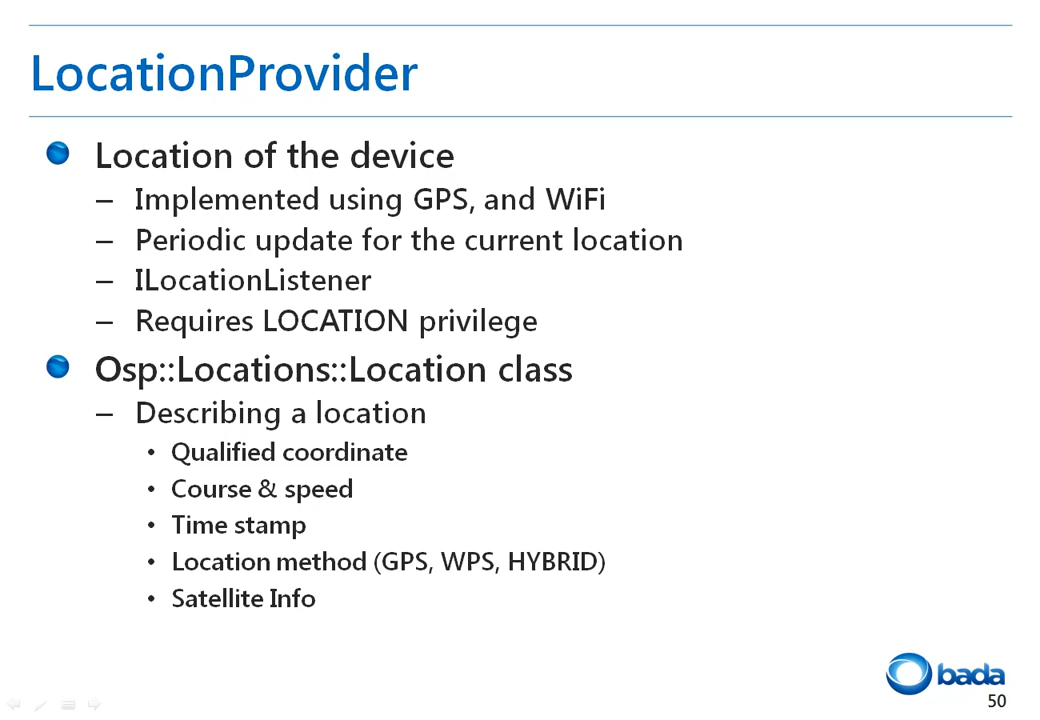 LocationProvider
Location of the device
– Implemented using GPS, and WiFi
– Periodic update for the current location
– ILocationListener
– Requires LOCATION privilege
Osp::Locations::Location class
– Describing a location
• Qualified coordinate
• Course & speed
• Time stamp
• Location method (GPS, WPS, HYBRID)
• Satellite Info
bada
50